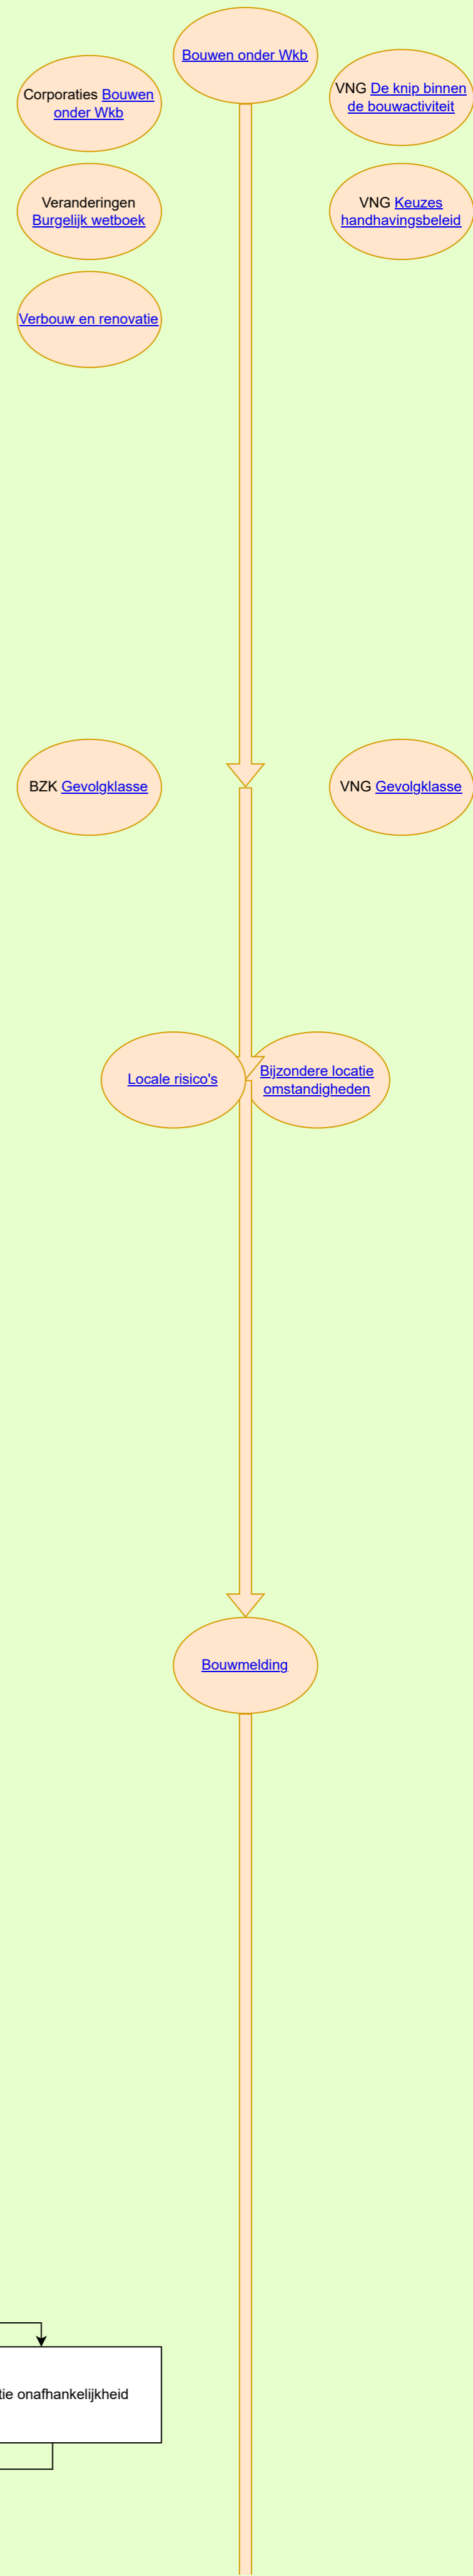 Bouwen onder Wkb
Corporaties Bouwen
onder Wkb
VNG De knip binnen
de bouwactiviteit
Veranderingen
Burgelijk wetboek
VNG Keuzes
handhavingsbeleid
Verbouw en renovatie
BZK Gevolgklasse
VNG Gevolgklasse
Locale risico's
Bijzondere locatie
omstandigheden
Bouwmelding
tie onafhankelijkheid